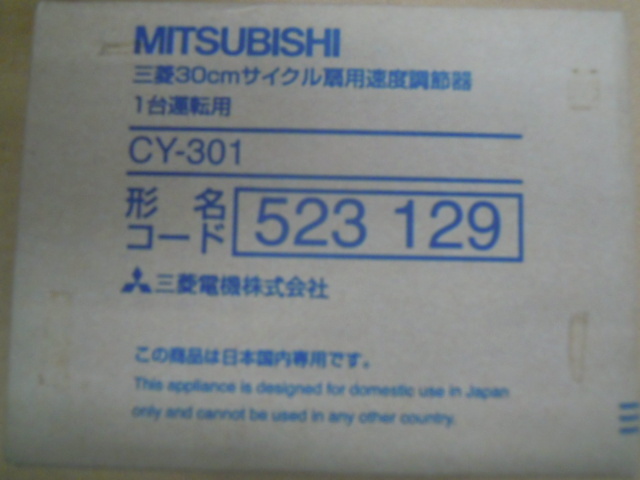 MITSUBISHI
三菱30cmサイクル扇用速度調節器
1台運転用
CY-301
形名
コード 523 129
三菱電機株式会社
この商品は日本国内専用です。
This appliance is designed for domestic use in Japan
only and cannot be used in any other country.